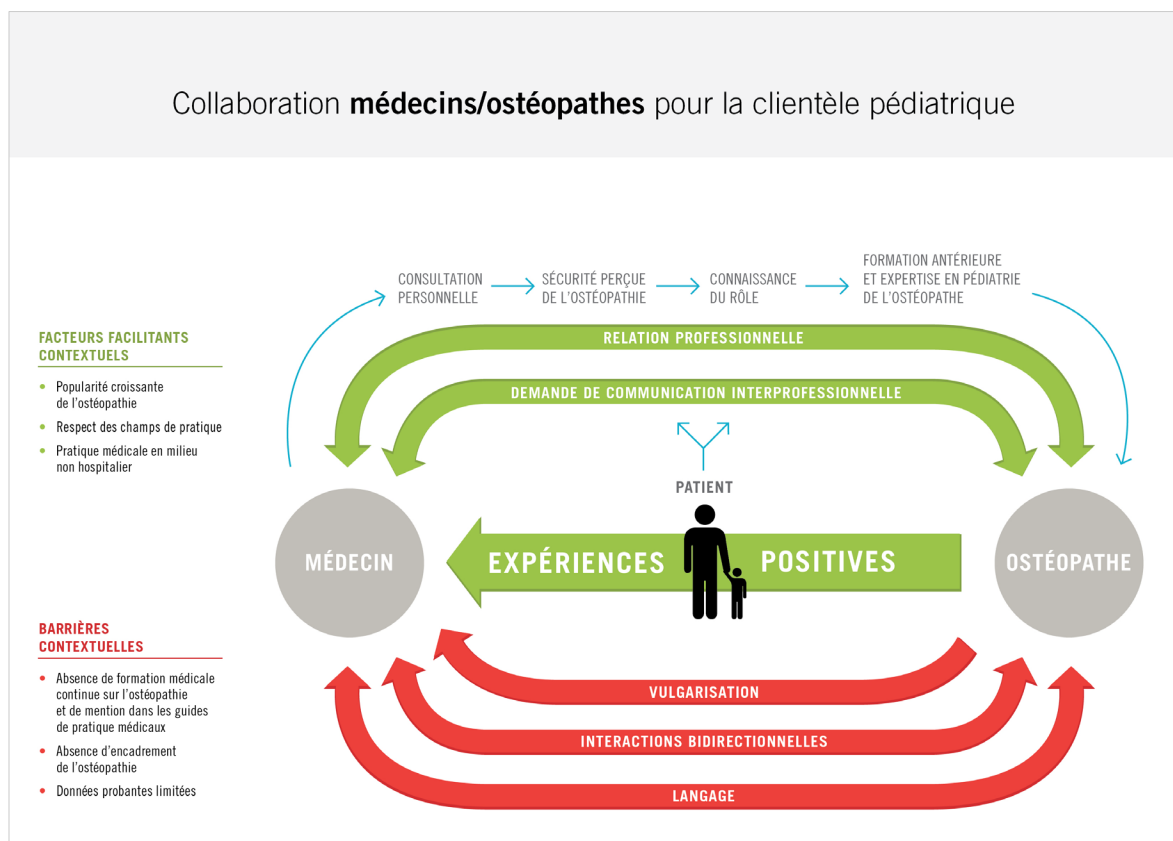 Collaboration médecins/ostéopathes pour la clientèle pédiatrique
CONSULTATION
PERSONNELLE
SÉCURITÉ PERÇUE
DE L'OSTÉOPATHIE
CONNAISSANCE
DU RÔLE
FORMATION ANTÉRIEURE
ET EXPERTISE EN PÉDIATRIE
DE L'OSTÉOPATHE
FACTEURS FACILITANTS
CONTEXTUELS
• Popularité croissante
de l'ostéopathie
• Respect des champs de pratique
• Pratique médicale en milieu
non hospitalier
RELATION PROFESSIONNELLE
DEMANDE DE COMMUNICATION INTERPROFESSIONNELLE
PATIENT
MÉDECIN
EXPÉRIENCES POSITIVES
OSTÉOPATHE
BARRIÈRES
CONTEXTUELLES
• Absence de formation médicale
continue sur l'ostéopathie
et de mention dans les guides
de pratique médicaux
• Absence d'encadrement
de l'ostéopathie
• Données probantes limitées
VULGARISATION
INTERACTIONS BIDIRECTIONNELLES
LANGAGE